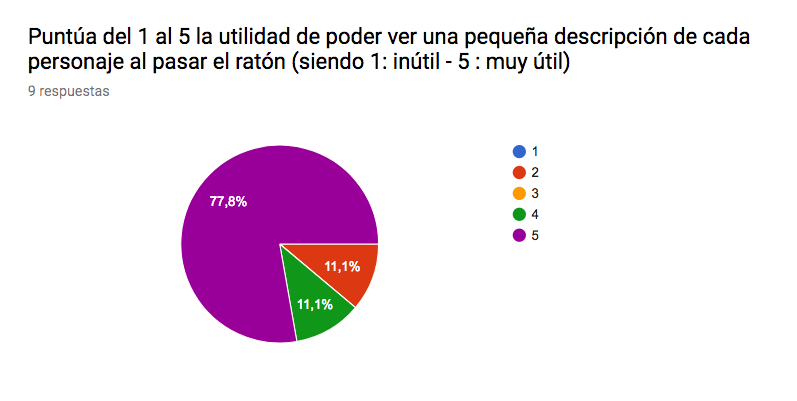 Puntúa del 1 al 5 la utilidad de poder ver una pequeña descripción de cada
personaje al pasar el ratón (siendo 1: inútil - 5 : muy útil)
9 respuestas
77,8%
11,1%
11,1%
1
2
3
4
5